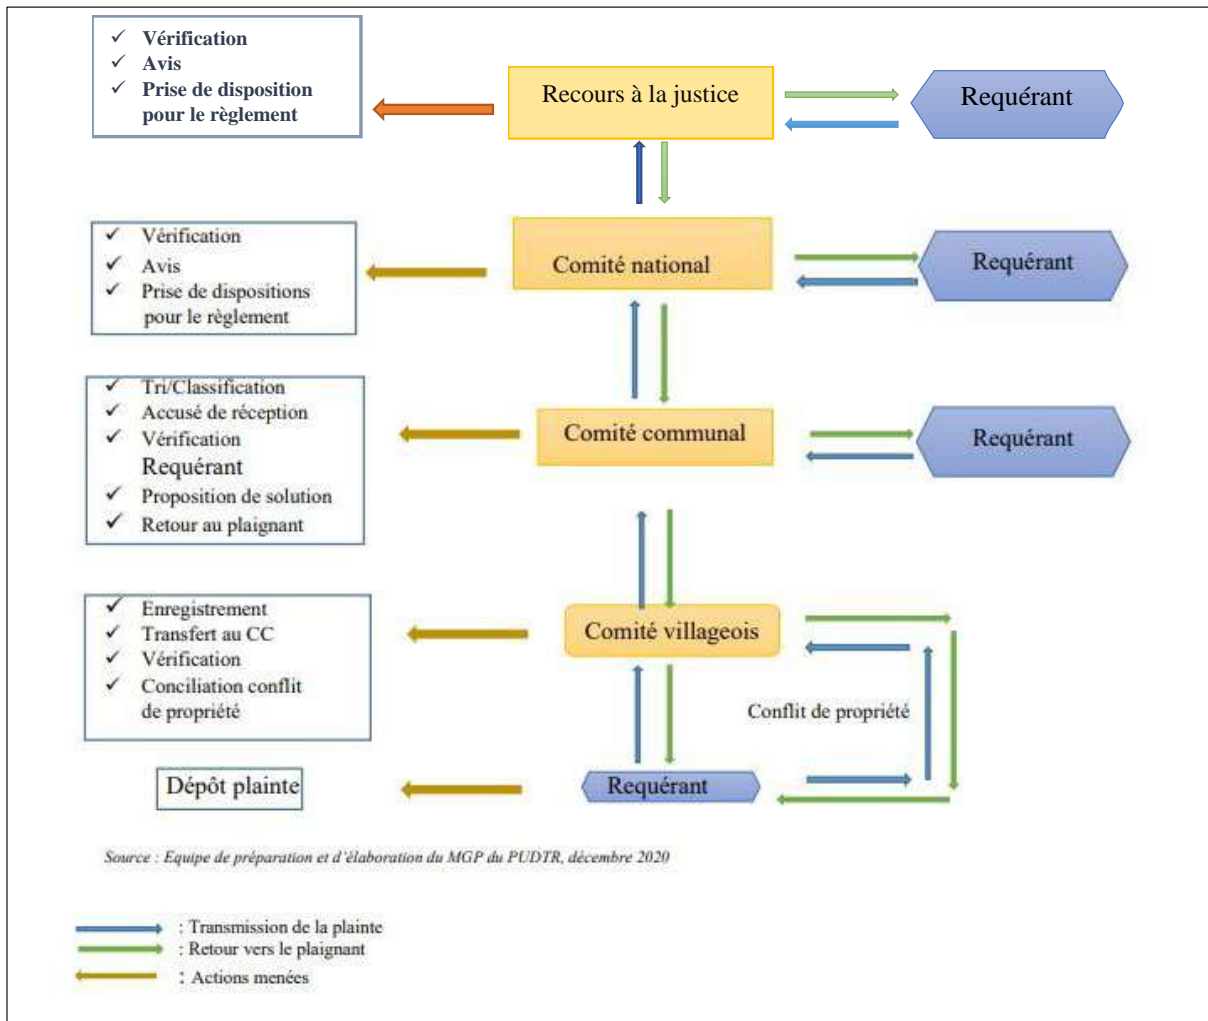 ✓ Vérification
✓ Avis
✓ Prise de disposition
pour le règlement
Recours à la justice
Requérant
✓ Vérification
✓ Avis
✓ Prise de dispositions
pour le règlement
Comité national
Requérant
✓ Tri/Classification
✓ Accusé de réception
✓ Vérification
Requérant
✓ Proposition de solution
✓ Retour au plaignant
Comité communal
Requérant
✓ Enregistrement
✓ Transfert au CC
✓ Vérification
✓ Conciliation conflit
de propriété
Comité villageois
Conflit de propriété
Dépôt plainte
Requérant
Source : Equipe de préparation et d'élaboration du MGP du PUDTR, décembre 2020
: Transmission de la plainte
: Retour vers le plaignant
: Actions menées